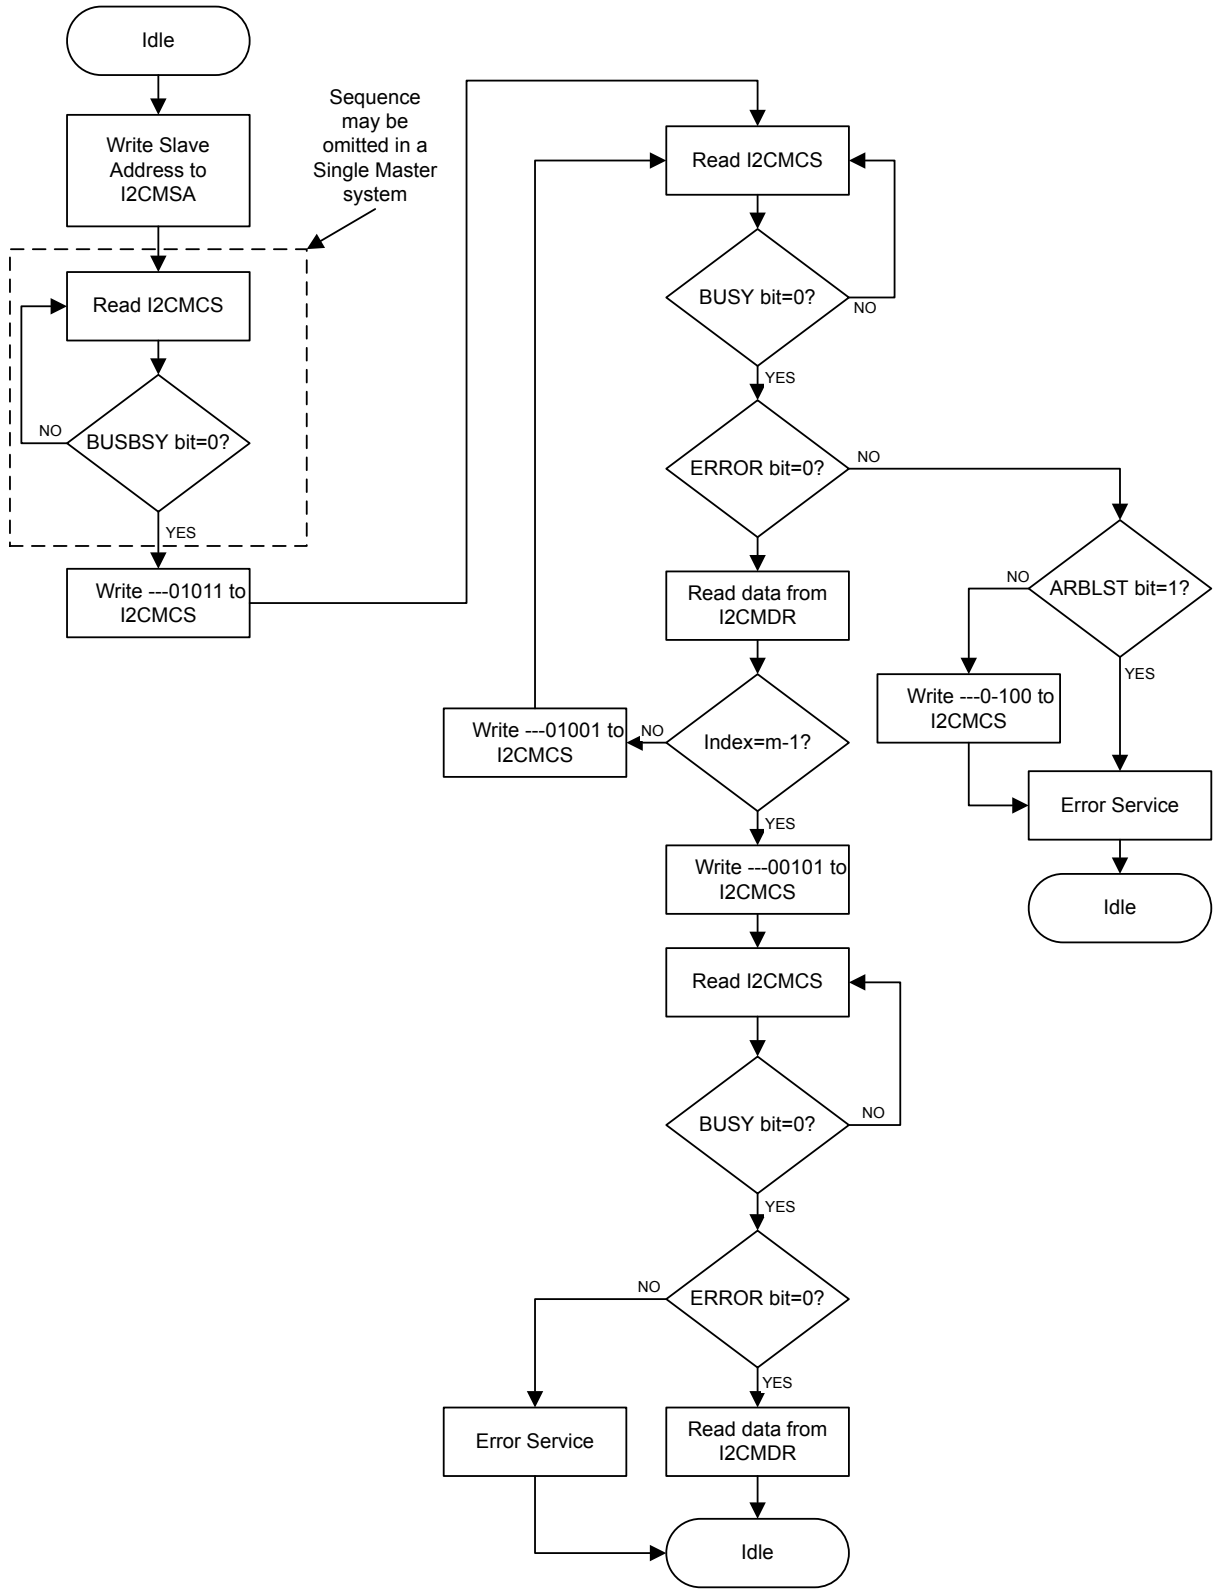 Idle
Write Slave
Address to
I2CMSA
Sequence
may be
omitted in a
Single Master
system
Read I2CMCS
BUSBSY bit=0?
NO
YES
Write ---01011 to
I2CMCS
Read I2CMCS
BUSY bit=0?
NO
YES
ERROR bit=0?
NO
ARBLST bit=1?
NO
YES
Write ---0-100 to
I2CMCS
Error Service
Idle
Read data from
I2CMDR
Index=m-1?
NO
Write ---01001 to
I2CMCS
YES
Write ---00101 to
I2CMCS
Read I2CMCS
BUSY bit=0?
NO
YES
ERROR bit=0?
NO
YES
Error Service
Read data from
I2CMDR
Idle